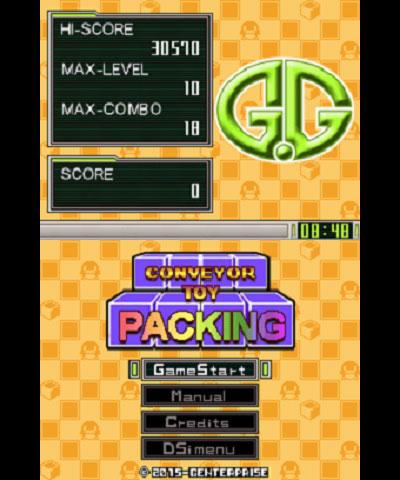 HI-SCORE
30570
MAX-LEVEL
10
MAX-COMBO
18
G.G
SCORE
0
08:48
CONVEYOR
TOY
PACKING
GameStart
Manual
Credits
DSimenu
© 2015-GENTERPRISE